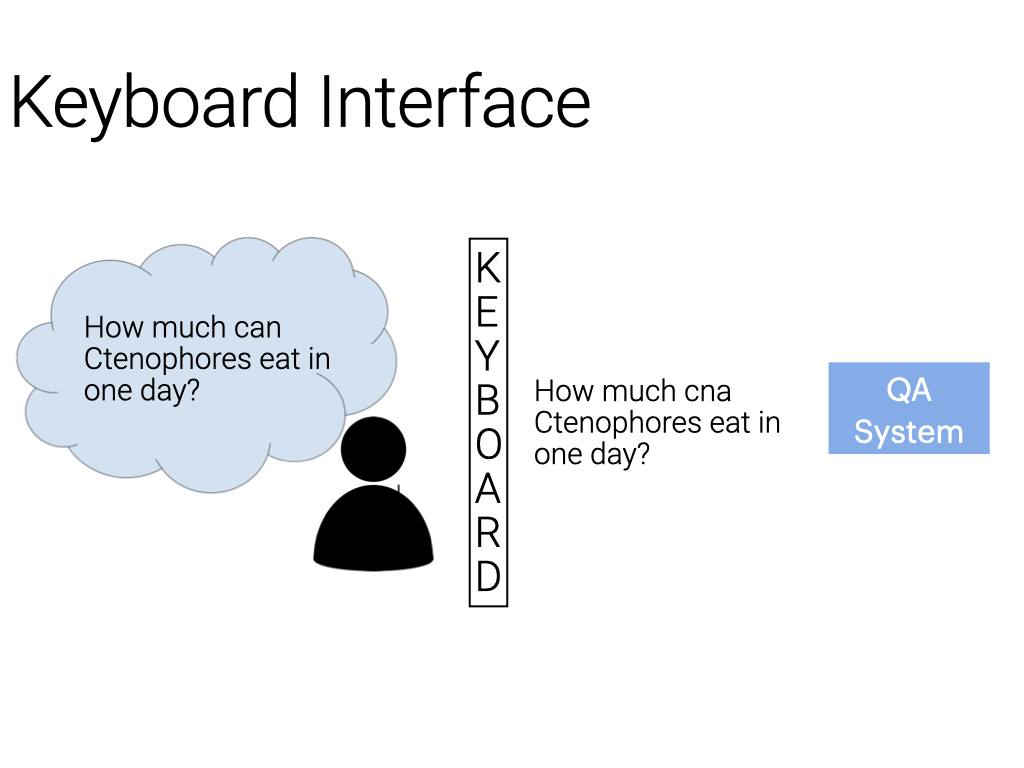 Keyboard Interface
How much can
Ctenophores eat in
one day?
KEYBOARD
How much cna
Ctenophores eat in
one day?
QA
System